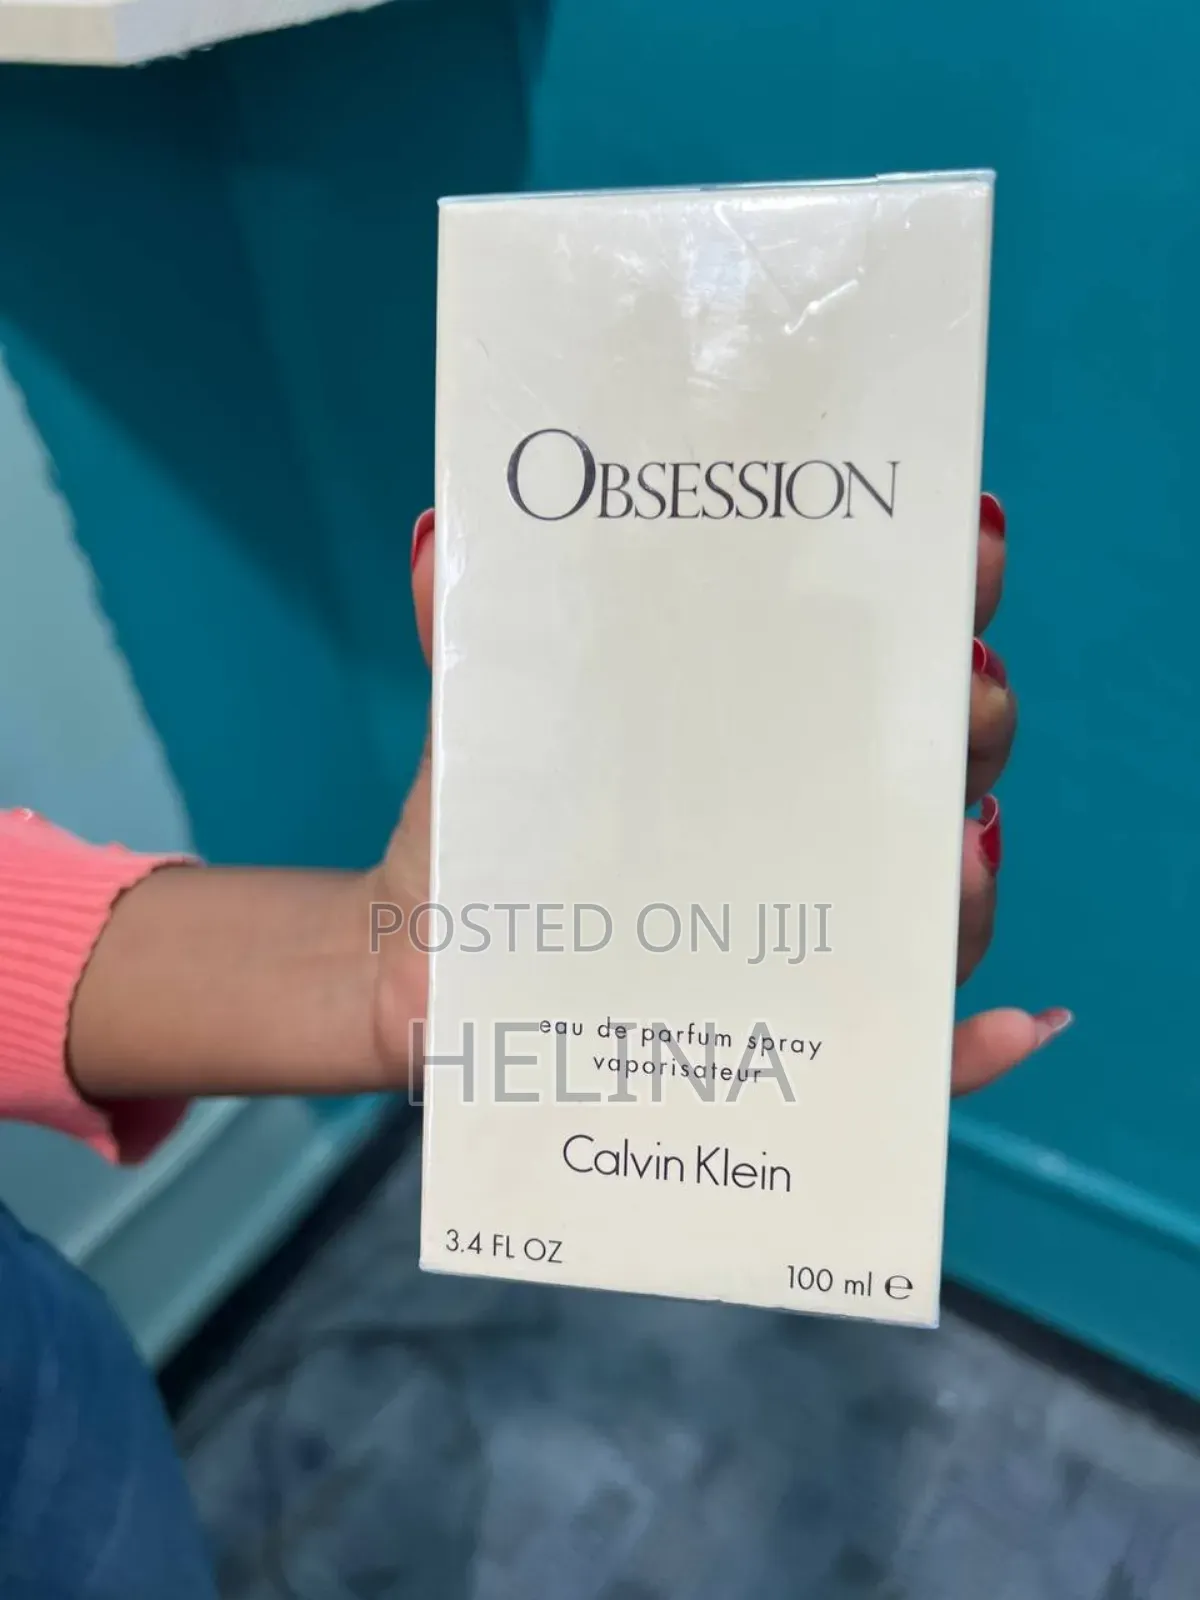 OBSESSION
POSTED ON JIJI
HELINA
eau de parfum spray
vaporisateur
Calvin Klein
3.4 FL OZ
100 ml ℮